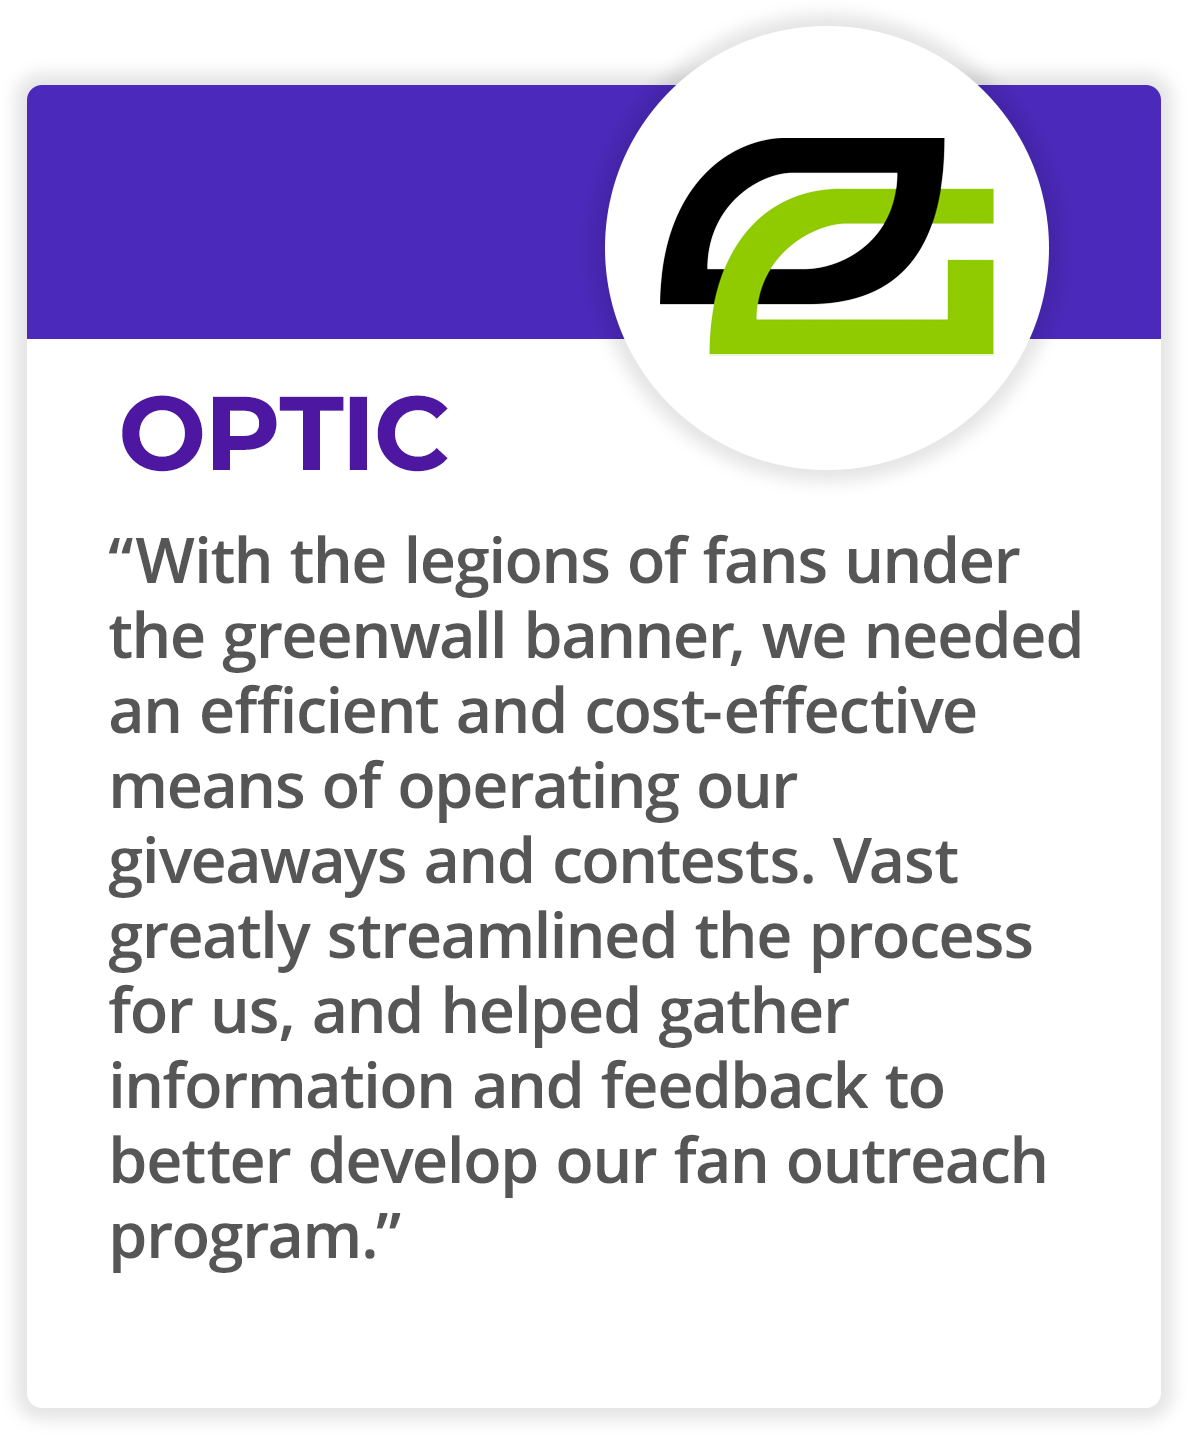 OPTIC
“With the legions of fans under
the greenwall banner, we needed
an efficient and cost-effective
means of operating our
giveaways and contests. Vast
greatly streamlined the process
for us, and helped gather
information and feedback to
better develop our fan outreach
program.”